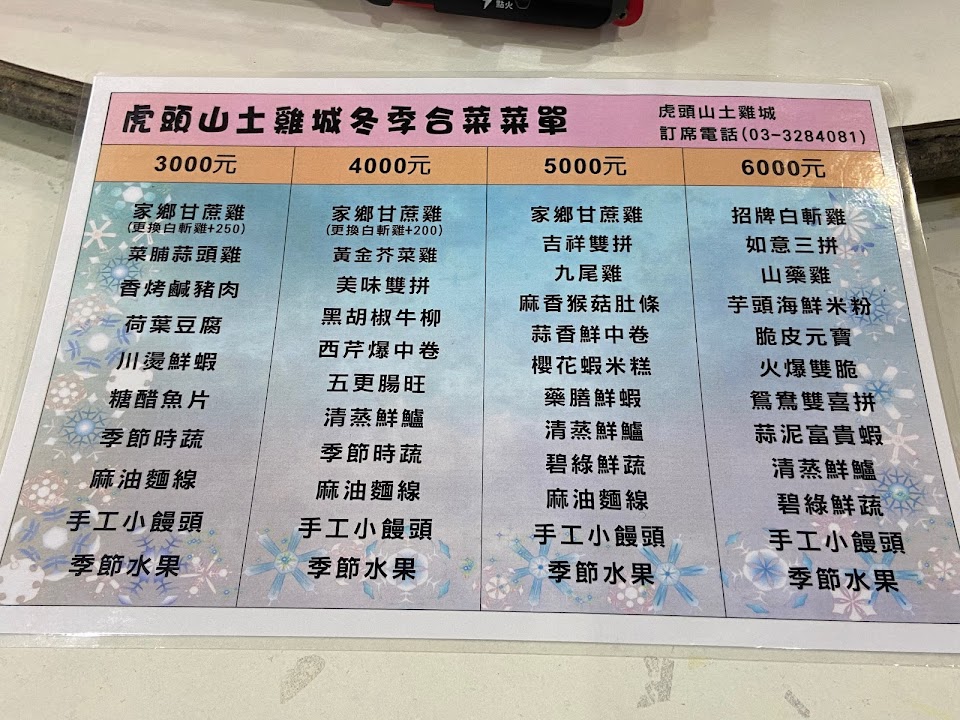 點火
虎頭山土雞城冬季合菜菜單
虎頭山土雞城
訂席電話(03-3284081)
3000元
家鄉甘蔗雞
(更換白斬雞+250)
菜脯蒜頭雞
香烤鹹豬肉
荷葉豆腐
川燙鮮蝦
糖醋魚片
季節時蔬
麻油麵線
手工小饅頭
季節水果
4000元
家鄉甘蔗雞
(更換白斬雞+200)
黃金芥菜雞
美味雙拼
黑胡椒牛柳
西芹爆中卷
五更腸旺
清蒸鮮鱸
季節時蔬
麻油麵線
手工小饅頭
季節水果
5000元
家鄉甘蔗雞
吉祥雙拼
九尾雞
麻香猴菇肚條
蒜香鮮中卷
櫻花蝦米糕
藥膳鮮蝦
清蒸鮮鱸
碧綠鮮蔬
麻油麵線
手工小饅頭
季節水果
6000元
招牌白斬雞
如意三拼
山藥雞
芋頭海鮮米粉
脆皮元寶
火爆雙脆
鴛鴦雙喜拼
蒜泥富貴蝦
清蒸鮮鱸
碧綠鮮蔬
手工小饅頭
季節水果